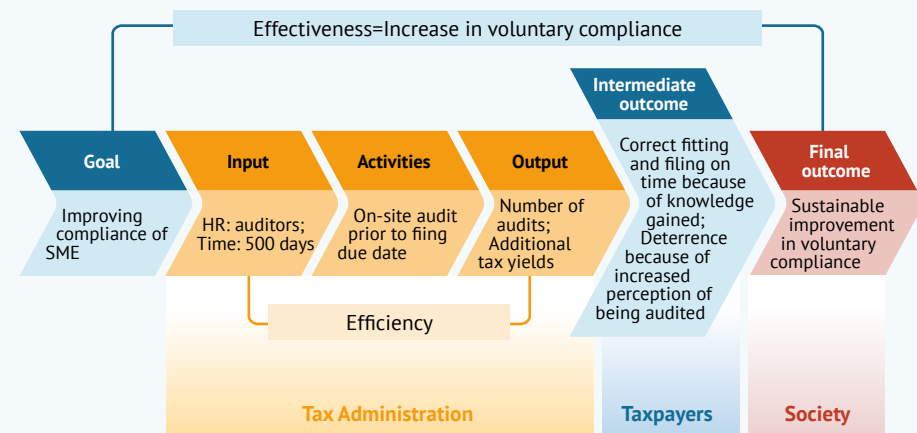 Effectiveness=Increase in voluntary compliance
Goal
Improving
compliance of
SME
Input
HR: auditors;
Time: 500 days
Activities
On-site audit
prior to fiing
due date
Output
Number of
audits;
Additional
tax yields
Intermediate
outcome
Correct fitting
and filing on
time because
of knowledge
gained;
Deterrence
because of
increased
perception of
being audited
Final
outcome
Sustainable
improvement
in voluntary
compliance
Efficiency
Tax Administration
Taxpayers
Society